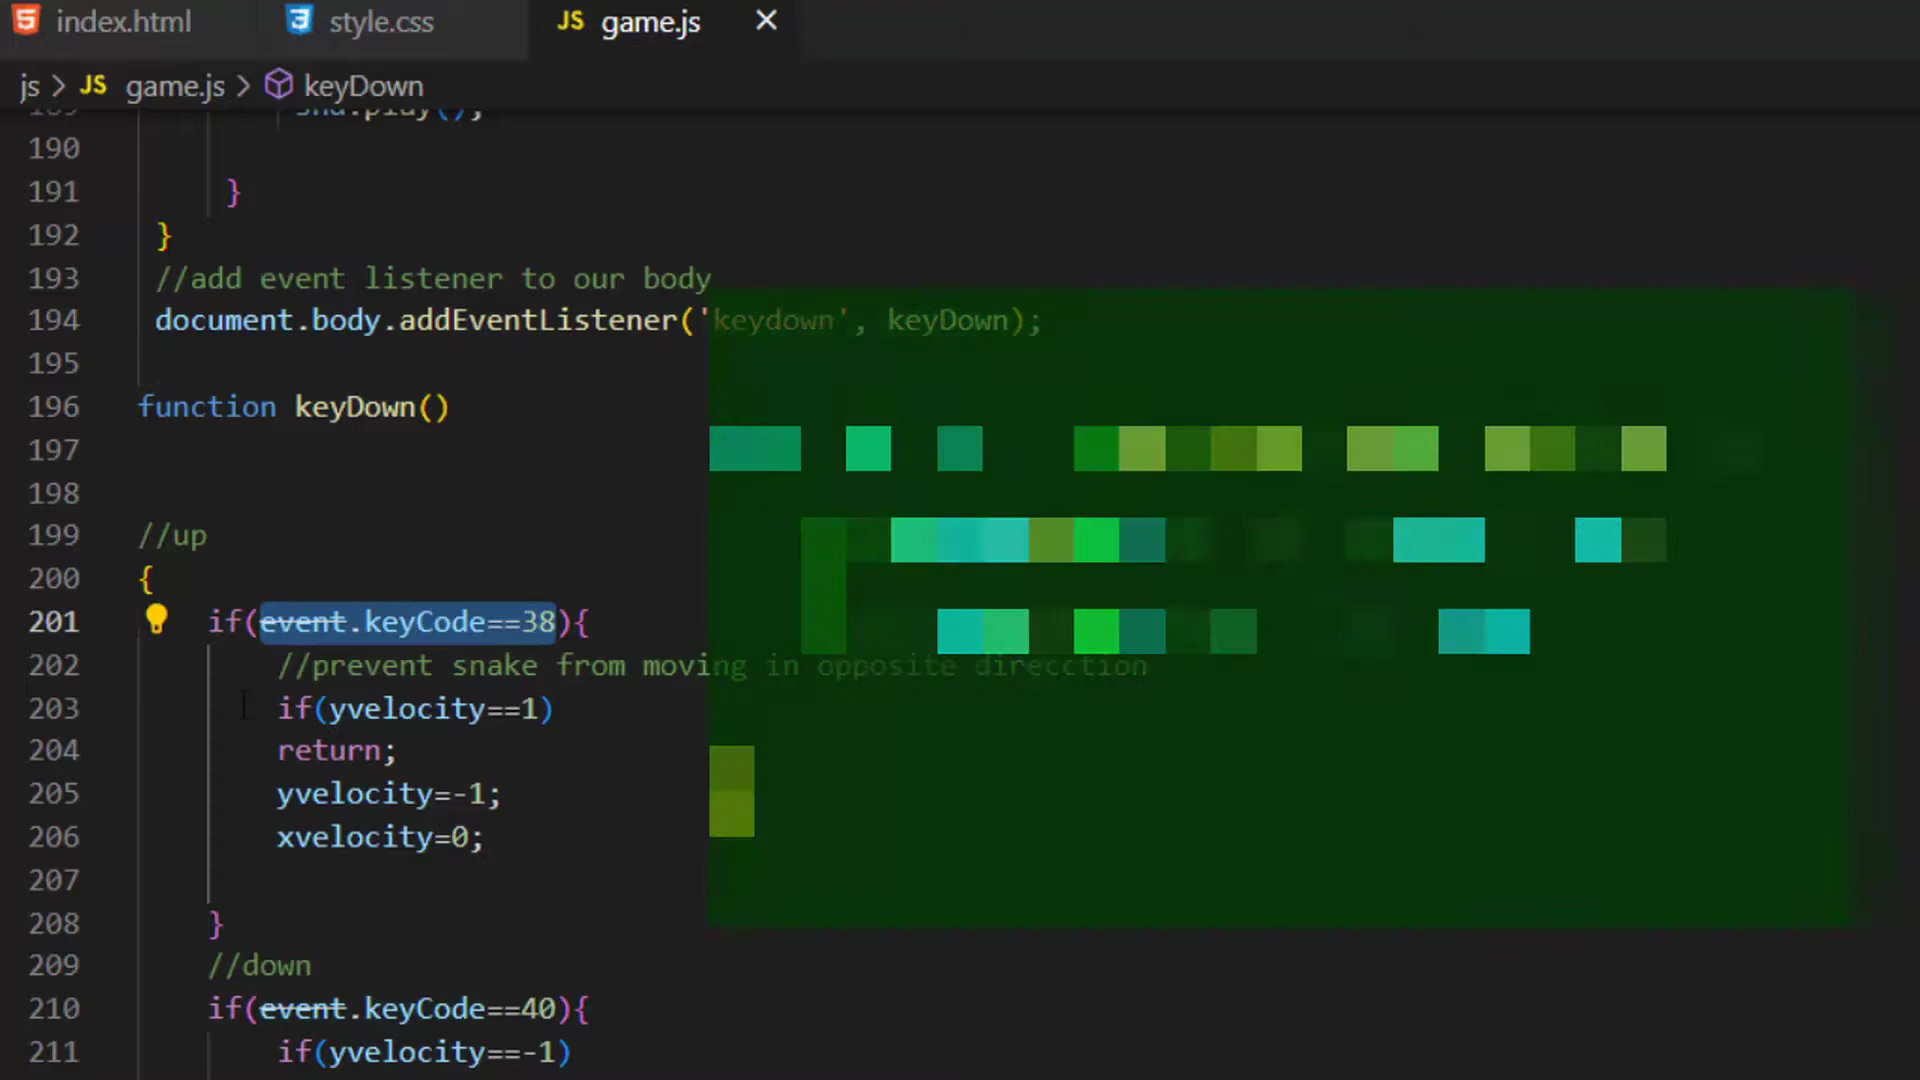 index.html style.css JS game.js
js > JS game.js > keyDown
189 snd.play();
190
191 }
192 }
193 //add event listener to our body
194 document.body.addEventListener('keydown', keyDown);
195
196 function keyDown()
197
198
199 //up
200 {
201 if(event.keyCode==38){
202 //prevent snake from moving in opposite direcction
203 if(yvelocity==1)
204 return;
205 yvelocity=-1;
206 xvelocity=0;
207
208 }
209 //down
210 if(event.keyCode==40){
211 if(yvelocity==-1)